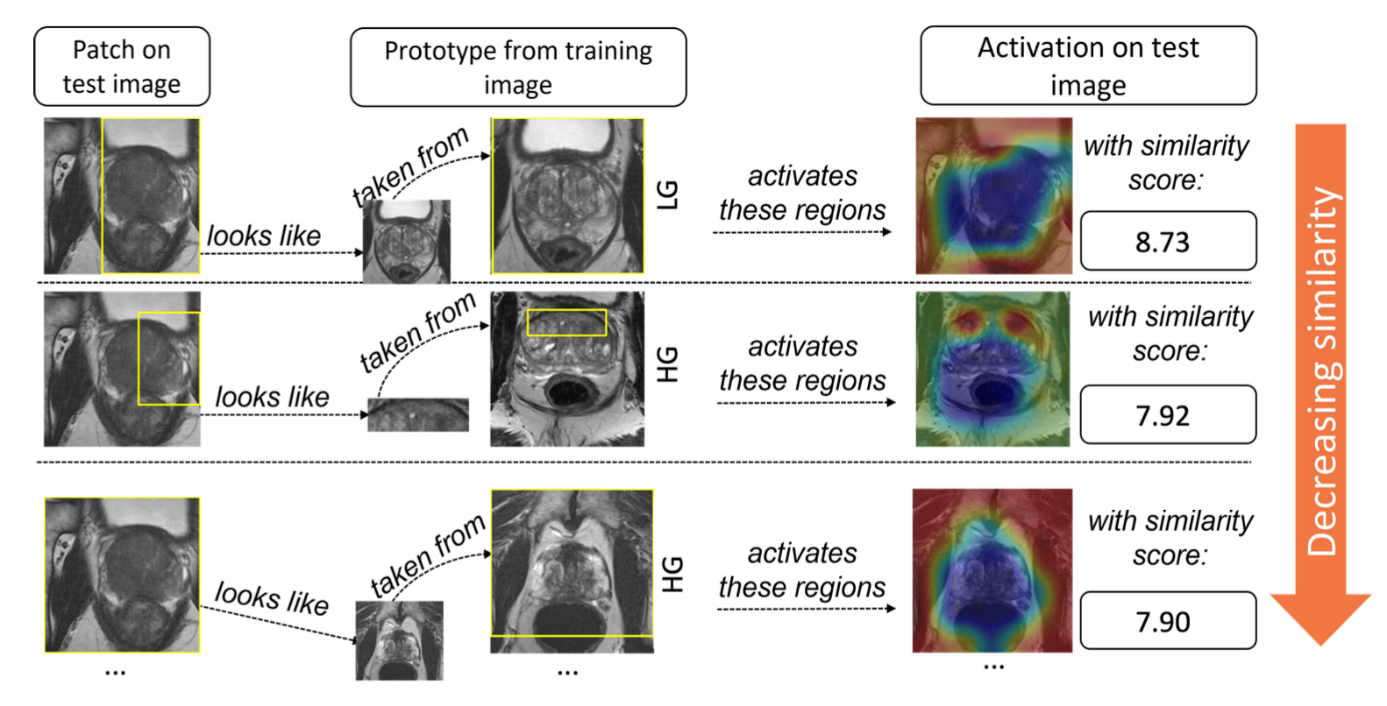 Patch on
test image
Prototype from training
image
Activation on test
image
taken from
looks like
LG
activates
these regions
with similarity
score:
8.73
taken from
looks like
HG
activates
these regions
with similarity
score:
7.92
taken from
looks like
HG
activates
these regions
with similarity
score:
7.90
...
...
...
Decreasing similarity